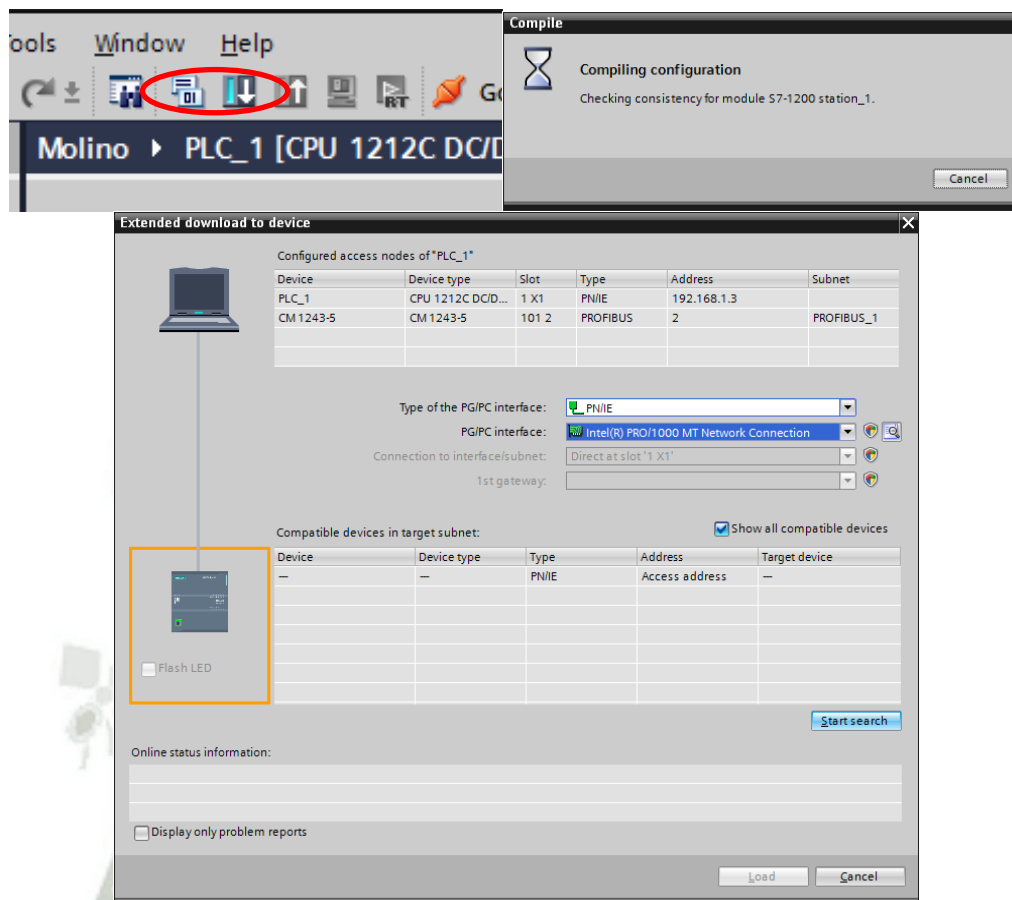 ools Window Help
Go
Molino PLC_1 [CPU 1212C DC/D
Compile
Compiling configuration
Checking consistency for module S7-1200 station_1.
Cancel
Extended download to device
Configured access nodes of "PLC_1"
Device Device type Slot Type Address Subnet
PLC_1 CPU 1212C DC/D... 1 X1 PN/IE 192.168.1.3
CM 1243-5 CM 1243-5 101 2 PROFIBUS 2 PROFIBUS_1
Type of the PG/PC interface: PN/IE
PG/PC interface: Intel(R) PRO/1000 MT Network Connection
Connection to interface/subnet: Direct at slot '1 X1'
1st gateway:
Compatible devices in target subnet: Show all compatible devices
Device Device type Type Address Target device
— — PN/IE Access address —
Flash LED
Start search
Online status information:
Display only problem reports
Load Cancel